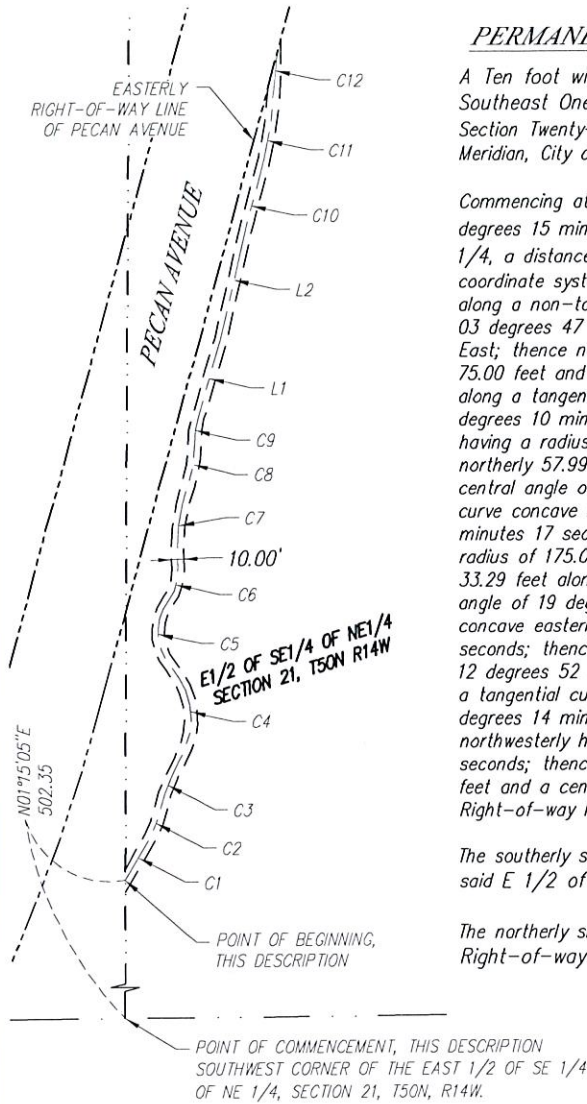 EASTERLY
RIGHT-OF-WAY LINE
OF PECAN AVENUE
PECAN AVENUE
C12
C11
C10
L2
L1
C9
C8
C7
10.00'
C6
C5
E1/2 OF SE1/4 OF NE1/4
SECTION 21, T50N R14W
C4
C3
C2
C1
N01°15'05"E
502.35
POINT OF BEGINNING,
THIS DESCRIPTION
POINT OF COMMENCEMENT, THIS DESCRIPTION
SOUTHWEST CORNER OF THE EAST 1/2 OF SE 1/4
OF NE 1/4, SECTION 21, T50N, R14W.
PERMANE
A Ten foot wi
Southeast One
Section Twenty-
Meridian, City o
Commencing at
degrees 15 min
1/4, a distance
coordinate syst
along a non-ta
03 degrees 47
East; thence n
75.00 feet and
along a tangen
degrees 10 min
having a radius
northerly 57.99
central angle o
curve concave
minutes 17 sec
radius of 175.0
33.29 feet alon
angle of 19 deg
concave easter
seconds; thenc
12 degrees 52
a tangential cu
degrees 14 min
northwesterly h
seconds; thenc
feet and a cen
Right-of-way l
The southerly s
said E 1/2 of
The northerly si
Right-of-way